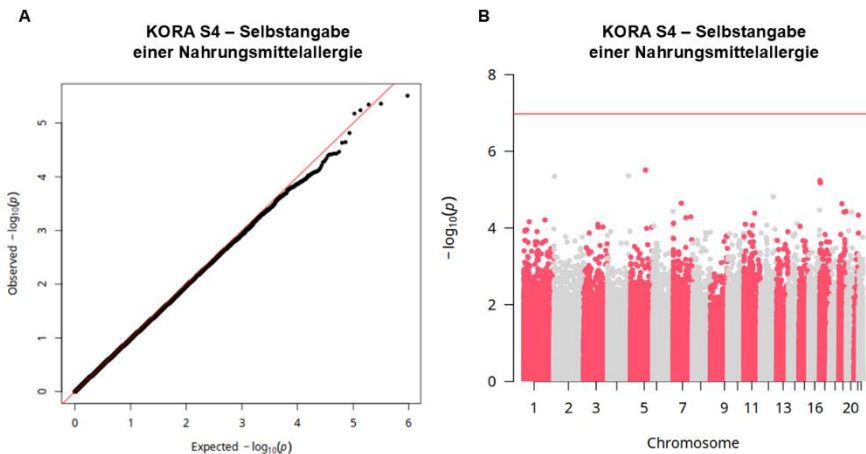 A
KORA S4 – Selbstangabe
einer Nahrungsmittelallergie
Observed −log10(p)
5
4
3
2
1
0
0 1 2 3 4 5 6
Expected −log10(p)
B
KORA S4 – Selbstangabe
einer Nahrungsmittelallergie
−log10(p)
8
6
4
2
0
1 2 3 5 7 9 11 13 16 20
Chromosome